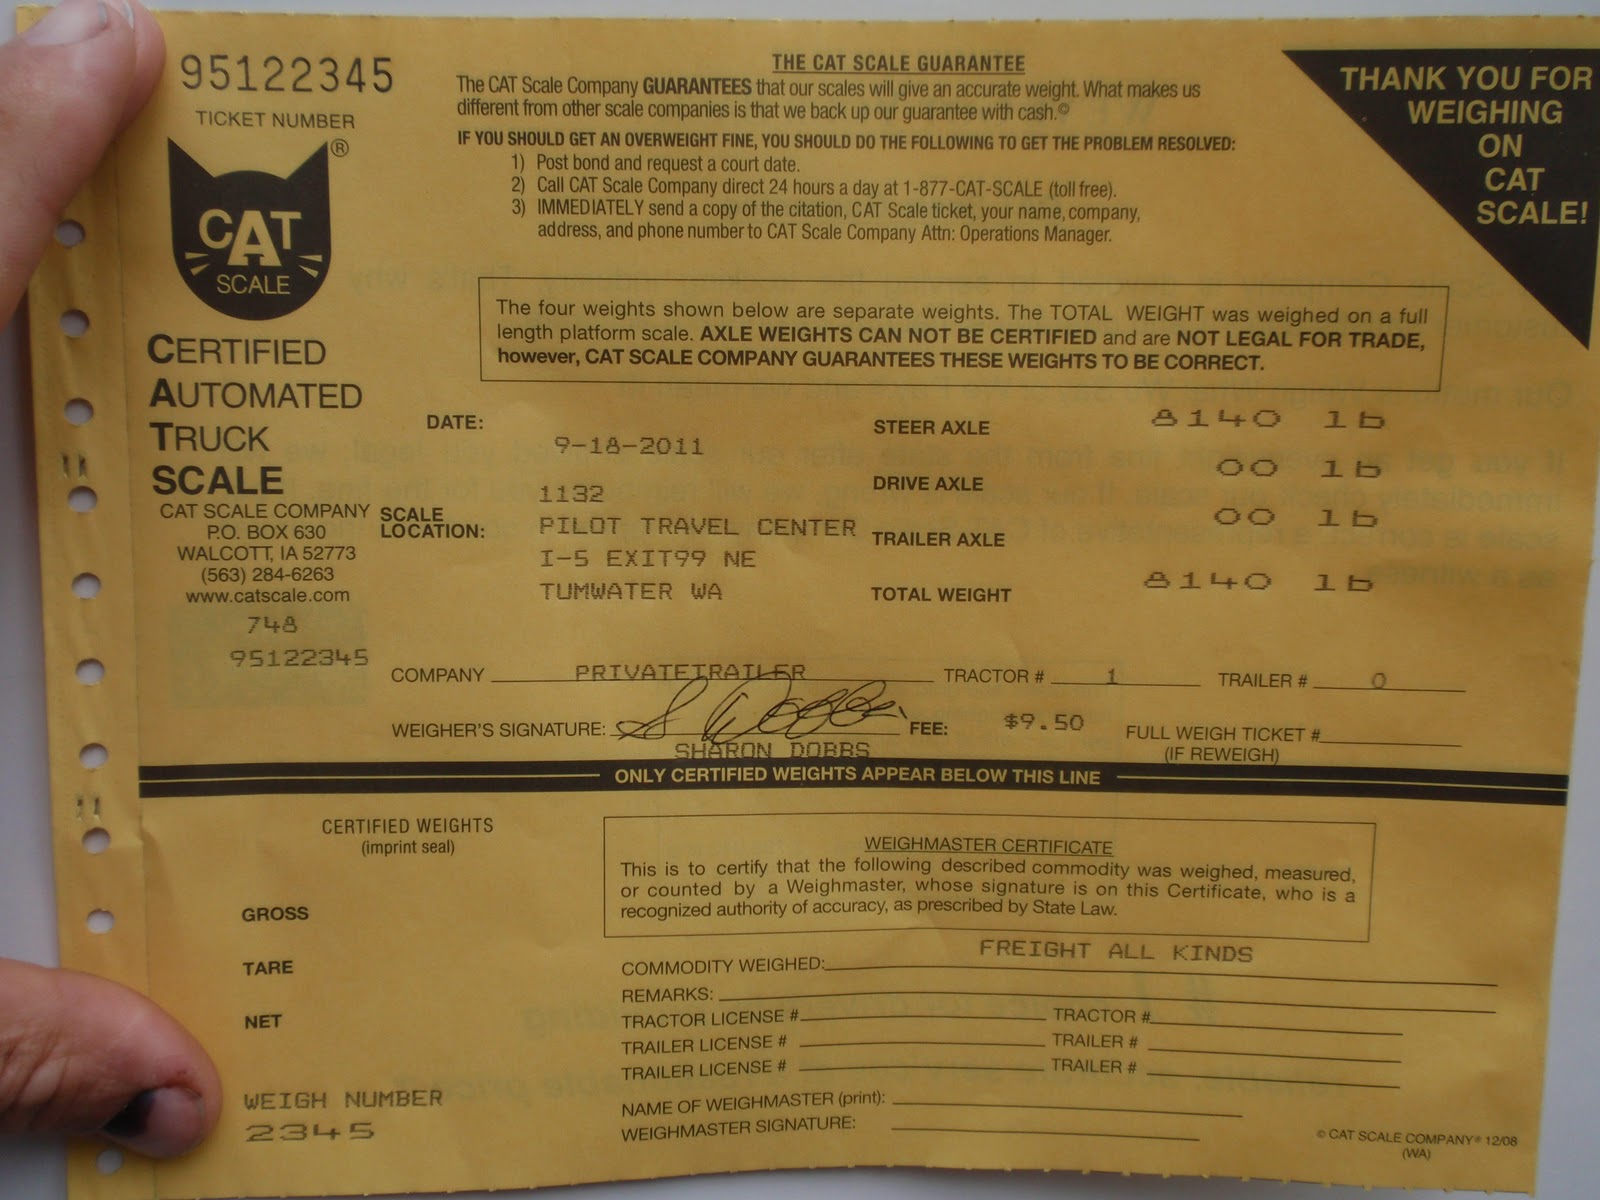 95122345
TICKET NUMBER
CAT
SCALE
®
CERTIFIED
AUTOMATED
TRUCK
SCALE
CAT SCALE COMPANY
P.O. BOX 630
WALCOTT, IA 52773
(563) 284-6263
www.catscale.com
748
95122345
THE CAT SCALE GUARANTEE
The CAT Scale Company GUARANTEES that our scales will give an accurate weight. What makes us
different from other scale companies is that we back up our guarantee with cash.©
IF YOU SHOULD GET AN OVERWEIGHT FINE, YOU SHOULD DO THE FOLLOWING TO GET THE PROBLEM RESOLVED:
1) Post bond and request a court date.
2) Call CAT Scale Company direct 24 hours a day at 1-877-CAT-SCALE (toll free).
3) IMMEDIATELY send a copy of the citation, CAT Scale ticket, your name, company,
address, and phone number to CAT Scale Company Attn: Operations Manager.
THANK YOU FOR
WEIGHING
ON
CAT
SCALE!
The four weights shown below are separate weights. The TOTAL WEIGHT was weighed on a full
length platform scale. AXLE WEIGHTS CAN NOT BE CERTIFIED and are NOT LEGAL FOR TRADE,
however, CAT SCALE COMPANY GUARANTEES THESE WEIGHTS TO BE CORRECT.
DATE: 9-18-2011
SCALE LOCATION: 1132
PILOT TRAVEL CENTER
I-5 EXIT99 NE
TUMWATER WA
STEER AXLE 8140 lb
DRIVE AXLE 00 lb
TRAILER AXLE 00 lb
TOTAL WEIGHT 8140 lb
COMPANY PRIVATETRAILER TRACTOR # 1 TRAILER # 0
WEIGHER'S SIGNATURE: S Dobbs FEE: $9.50 FULL WEIGH TICKET #
SHARON DOBBS (IF REWEIGH)
ONLY CERTIFIED WEIGHTS APPEAR BELOW THIS LINE
CERTIFIED WEIGHTS
(imprint seal)
GROSS
TARE
NET
WEIGH NUMBER
2345
WEIGHMASTER CERTIFICATE
This is to certify that the following described commodity was weighed, measured,
or counted by a Weighmaster, whose signature is on this Certificate, who is a
recognized authority of accuracy, as prescribed by State Law.
COMMODITY WEIGHED: FREIGHT ALL KINDS
REMARKS:
TRACTOR LICENSE # TRACTOR #
TRAILER LICENSE # TRAILER #
TRAILER LICENSE # TRAILER #
NAME OF WEIGHMASTER (print):
WEIGHMASTER SIGNATURE:
© CAT SCALE COMPANY® 12/08
(WA)